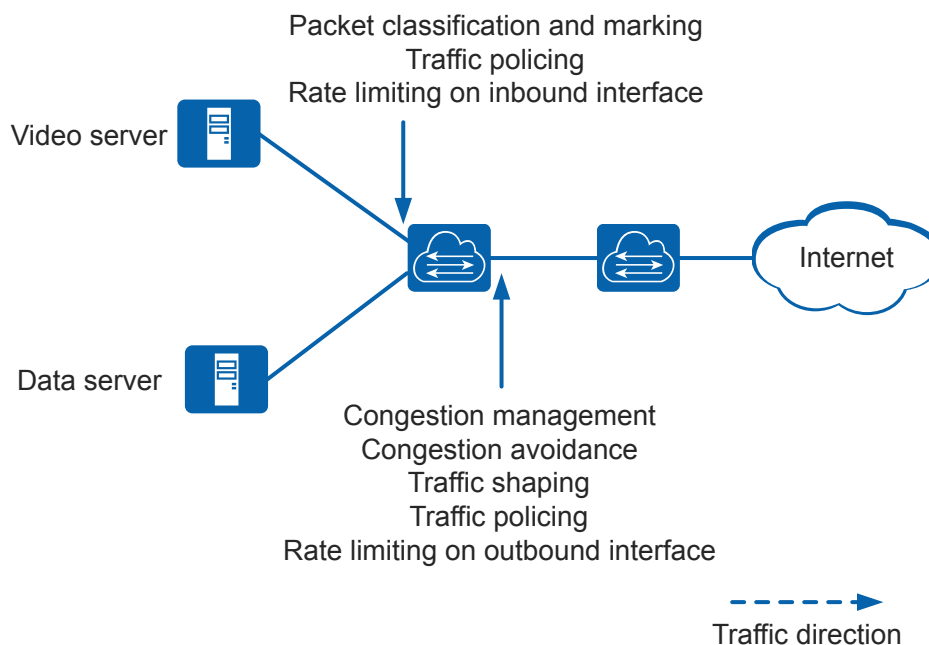 Packet classification and marking
Traffic policing
Rate limiting on inbound interface
Video server
Internet
Data server
Congestion management
Congestion avoidance
Traffic shaping
Traffic policing
Rate limiting on outbound interface
Traffic direction